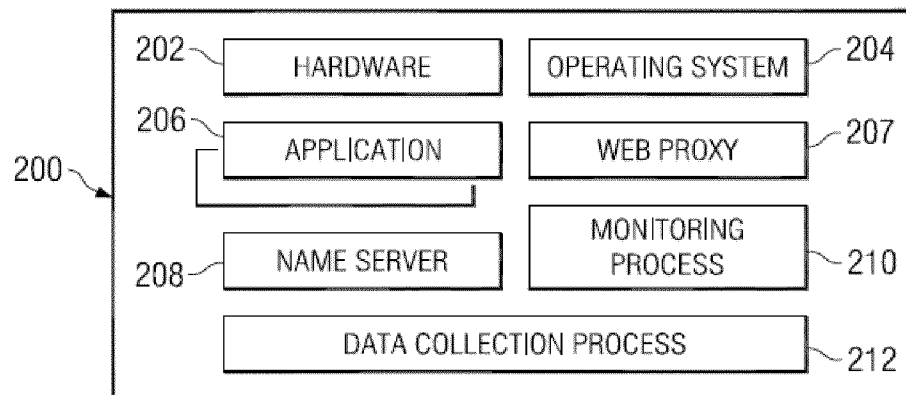 202
HARDWARE
OPERATING SYSTEM
204
206
APPLICATION
WEB PROXY
207
200
208
NAME SERVER
MONITORING
PROCESS
210
DATA COLLECTION PROCESS
212